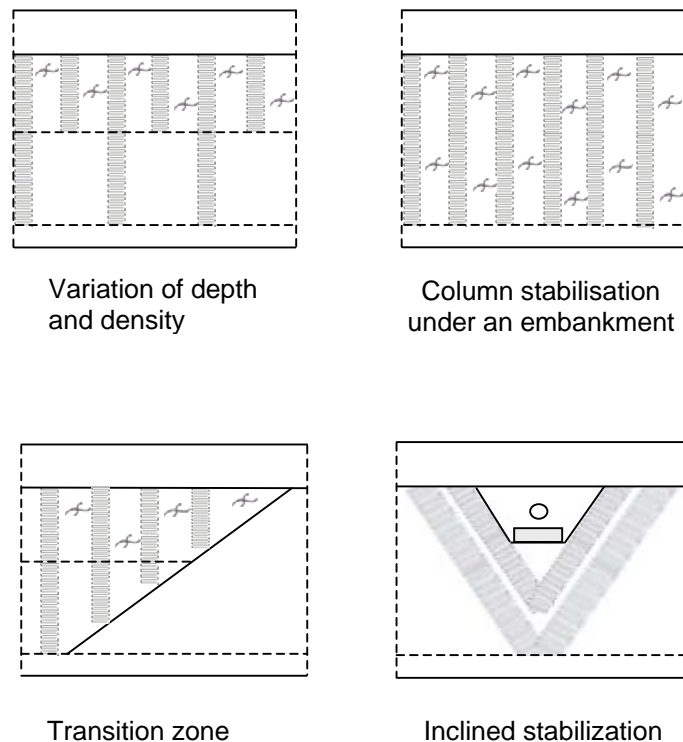 Variation of depth
and density
Column stabilisation
under an embankment
Transition zone
Inclined stabilization